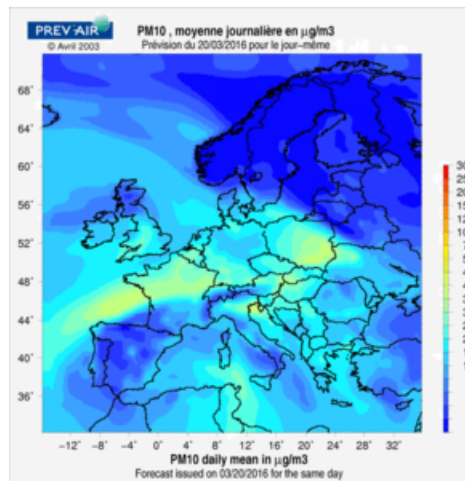 PREV'AIR
© Avril 2003
PM10 , moyenne journalière en µg/m3
Prévision du 20/03/2016 pour le jour-même
68°
64°
60°
56°
52°
48°
44°
40°
36°
−12° −8° −4° 0° 4° 8° 12° 16° 20° 24° 28° 32°
PM10 daily mean in µg/m3
Forecast issued on 03/20/2016 for the same day